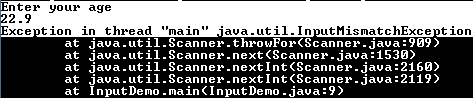 Enter your age
22.9
Exception in thread "main" java.util.InputMismatchException
at java.util.Scanner.throwFor(Scanner.java:909)
at java.util.Scanner.next(Scanner.java:1530)
at java.util.Scanner.nextInt(Scanner.java:2160)
at java.util.Scanner.nextInt(Scanner.java:2119)
at InputDemo.main(InputDemo.java:9)